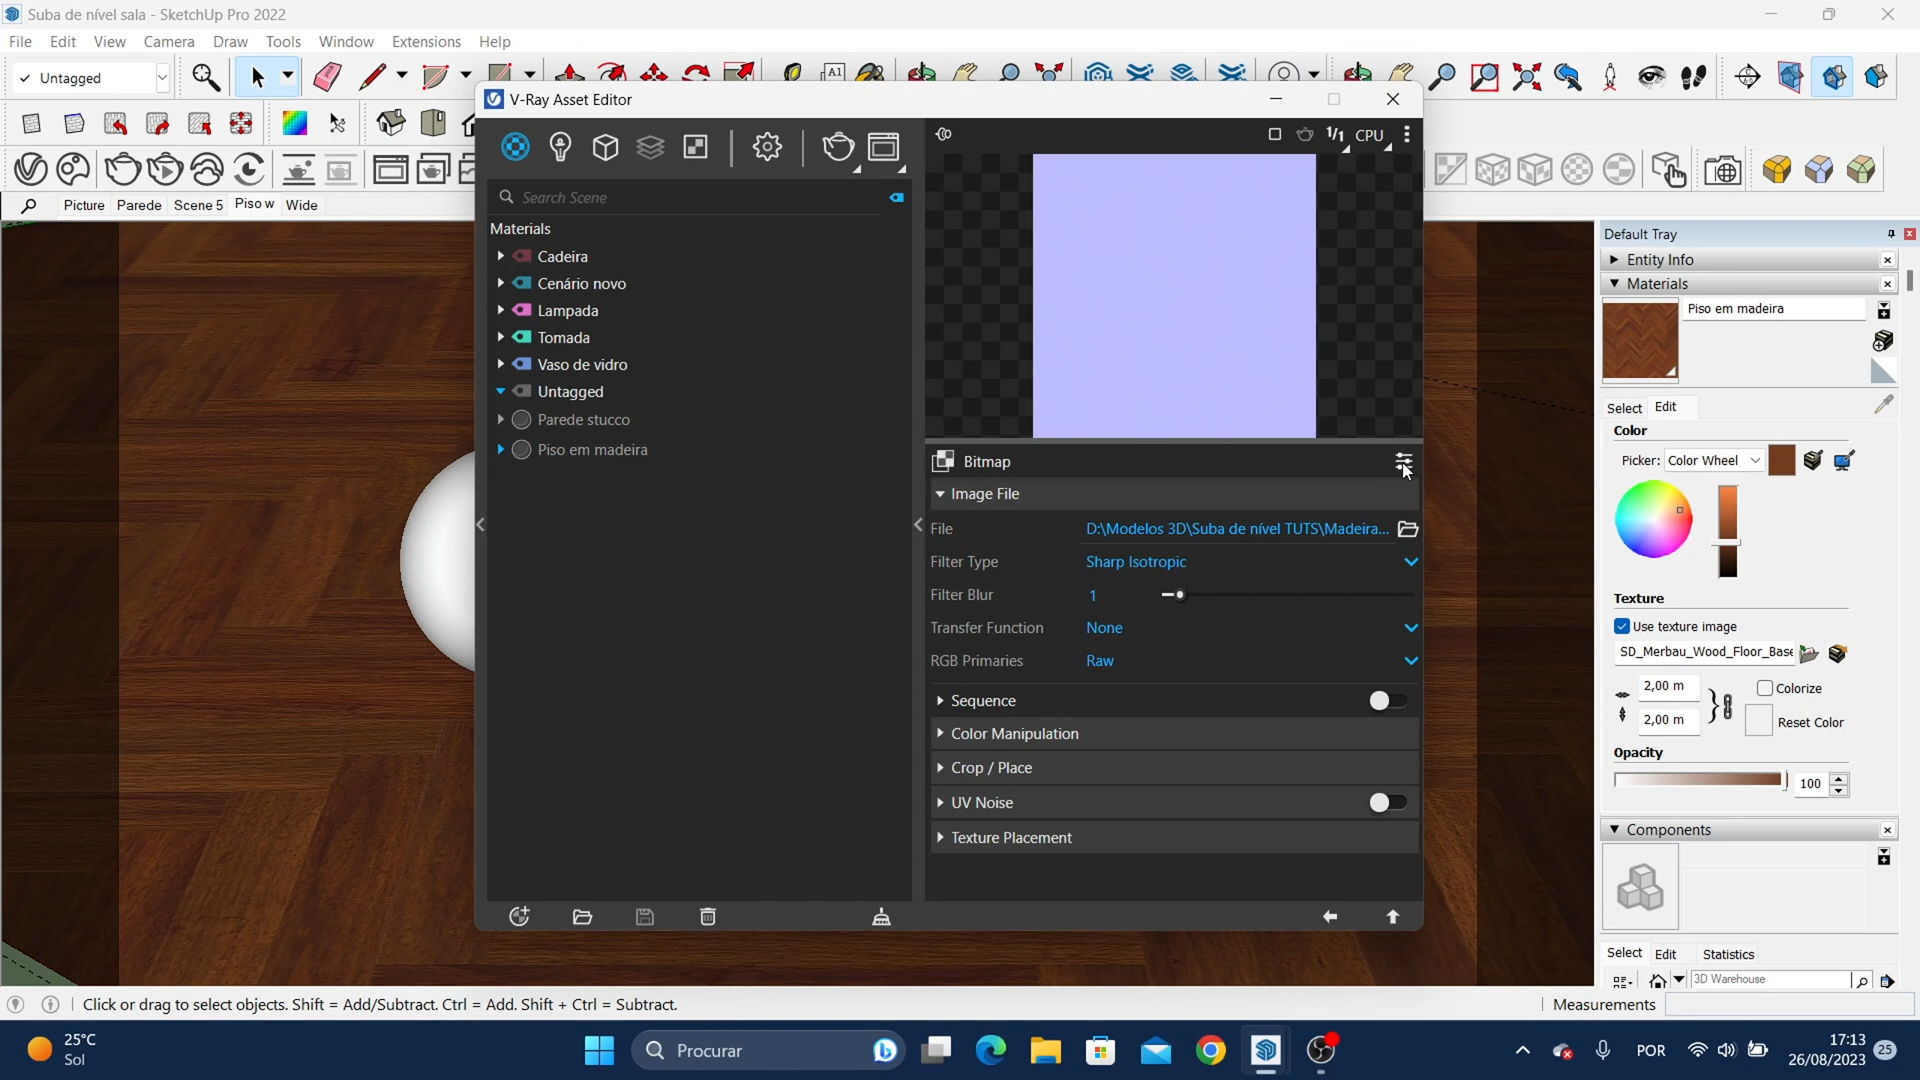 Suba de nível sala - SketchUp Pro 2022
File Edit View Camera Draw Tools Window Extensions Help
Untagged
A1
V-Ray Asset Editor
1/1 CPU
Picture Parede Scene 5 Piso w Wide
Search Scene
Materials
Cadeira
Cenário novo
Lampada
Tomada
Vaso de vidro
Untagged
Parede stucco
Piso em madeira
Bitmap
Image File
File D:\Modelos 3D\Suba de nível TUTS\Madeira...
Filter Type Sharp Isotropic
Filter Blur 1
Transfer Function None
RGB Primaries Raw
Sequence
Color Manipulation
Crop / Place
UV Noise
Texture Placement
Default Tray
Entity Info
Materials
Piso em madeira
Select Edit
Color
Picker: Color Wheel
Texture
Use texture image
SD_Merbau_Wood_Floor_Base
2,00 m
Colorize
2,00 m
Reset Color
Opacity
100
Components
Select Edit Statistics
3D Warehouse
Click or drag to select objects. Shift = Add/Subtract. Ctrl = Add. Shift + Ctrl = Subtract.
Measurements
25°C
Sol
Procurar
POR
17:13
26/08/2023
25